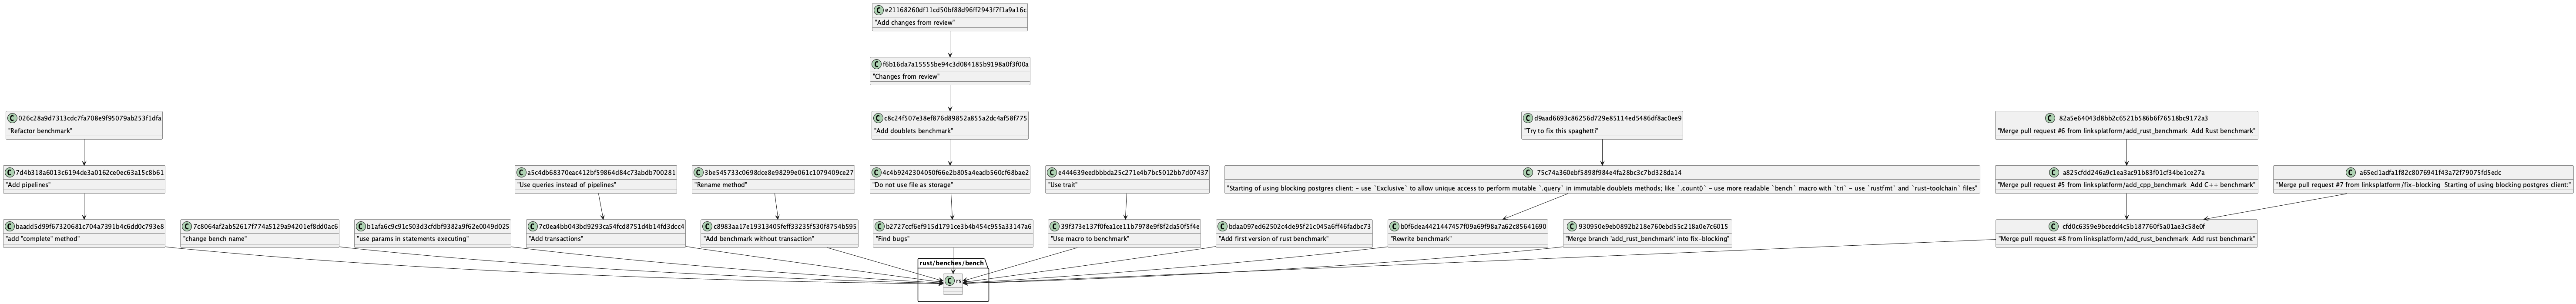 C e21168260df11cd50bf88d96ff2943f7f1a9a16c
"Add changes from review"
C f6b16da7a15555be94c3d084185b9198a0f3f00a
"Changes from review"
C 026c28a9d7313cdc7fa708e9f95079ab253f1dfa
"Refactor benchmark"
C c8c24f507e38ef876d89852a855a2dc4af58f775
"Add doublets benchmark"
C d9aad6693c86256d729e85114ed5486df8ac0ee9
"Try to fix this spaghetti"
C 82a5e64043d8bb2c6521b586b6f76518bc9172a3
"Merge pull request #6 from linksplatform/add_rust_benchmark  Add Rust benchmark"
C 7d4b318a6013c6194de3a0162ce0ec63a15c8b61
"Add pipelines"
C a5c4db68370eac412bf59864d84c73abdb700281
"Use queries instead of pipelines"
C 3be545733c0698dce8e98299e061c1079409ce27
"Rename method"
C 4c4b9242304050f66e2b805a4eadb560cf68bae2
"Do not use file as storage"
C e444639eedbbbda25c271e4b7bc5012bb7d07437
"Use trait"
C 75c74a360ebf5898f984e4fa28bc3c7bd328da14
"Starting of using blocking postgres client: - use `Exclusive` to allow unique access to perform mutable `.query` in immutable doublets methods; like `.count()` - use more readable `bench` macro with `tri` - use `rustfmt` and `rust-toolchain` files"
C a825cfdd246a9c1ea3ac91b83f01cf34be1ce27a
"Merge pull request #5 from linksplatform/add_cpp_benchmark  Add C++ benchmark"
C a65ed1adfa1f82c8076941f43a72f79075fd5edc
"Merge pull request #7 from linksplatform/fix-blocking  Starting of using blocking postgres client:"
C baadd5d99f67320681c704a7391b4c6dd0c793e8
"add "complete" method"
C 7c8064af2ab52617f774a5129a94201ef8dd0ac6
"change bench name"
C b1afa6c9c91c503d3cfdbf9382a9f62e0049d025
"use params in statements executing"
C 7c0ea4bb043bd9293ca54fcd8751d4b14fd3dcc4
"Add transactions"
C c8983aa17e19313405feff33235f530f8754b595
"Add benchmark without transaction"
C b2727ccf6ef915d1791ce3b4b454c955a33147a6
"Find bugs"
C 39f373e137f0fea1ce11b7978e9f8f2da50f5f4e
"Use macro to benchmark"
C bdaa097ed62502c4de95f21c045a6ff46fadbc73
"Add first version of rust benchmark"
C b0f6dea4421447457f09a69f98a7a62c85641690
"Rewrite benchmark"
C 930950e9eb0892b218e760ebd55c218a0e7c6015
"Merge branch 'add_rust_benchmark' into fix-blocking"
C cfd0c6359e9bcedd4c5b187760f5a01ae3c58e0f
"Merge pull request #8 from linksplatform/add_rust_benchmark  Add rust benchmark"
rust/benches/bench
C rs